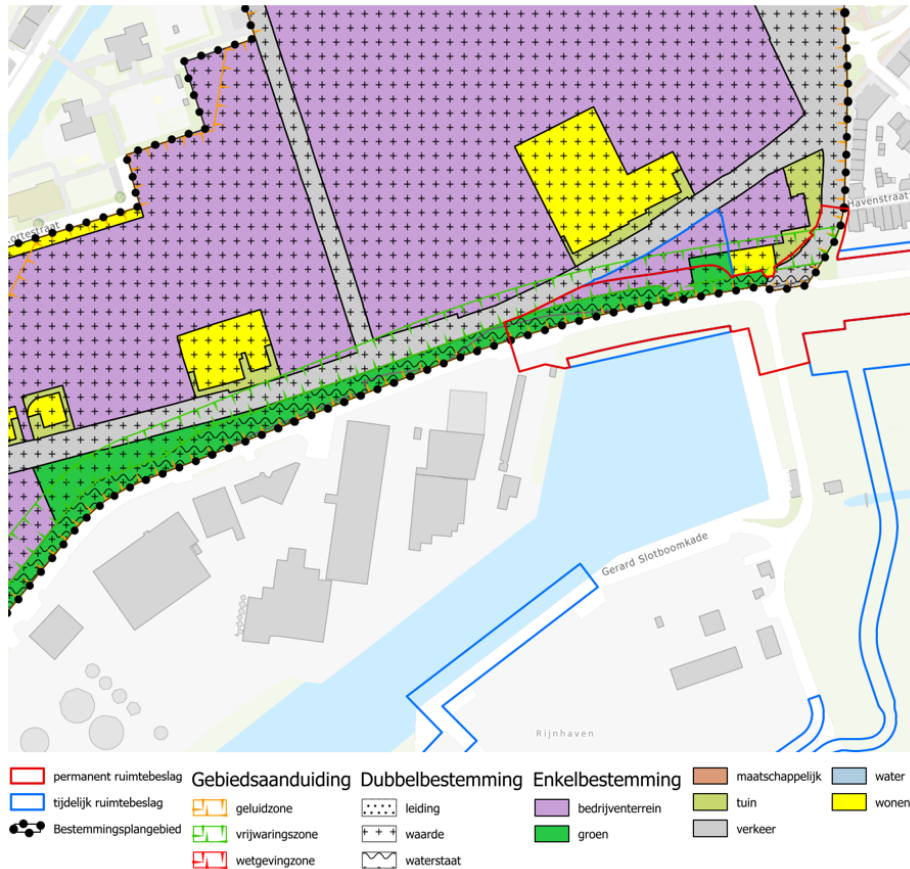 Kortestraat
Havenstraat
Gerard Slotboomkade
Rijnhaven
permanent ruimtebeslag
tijdelijk ruimtebeslag
Bestemmingsplangebied
Gebiedsaanduiding
geluidzone
vrijwaringszone
wetgevingzone
Dubbelbestemming
leiding
waarde
waterstaat
Enkelbestemming
bedrijventerrein
groen
maatschappelijk
tuin
verkeer
water
wonen